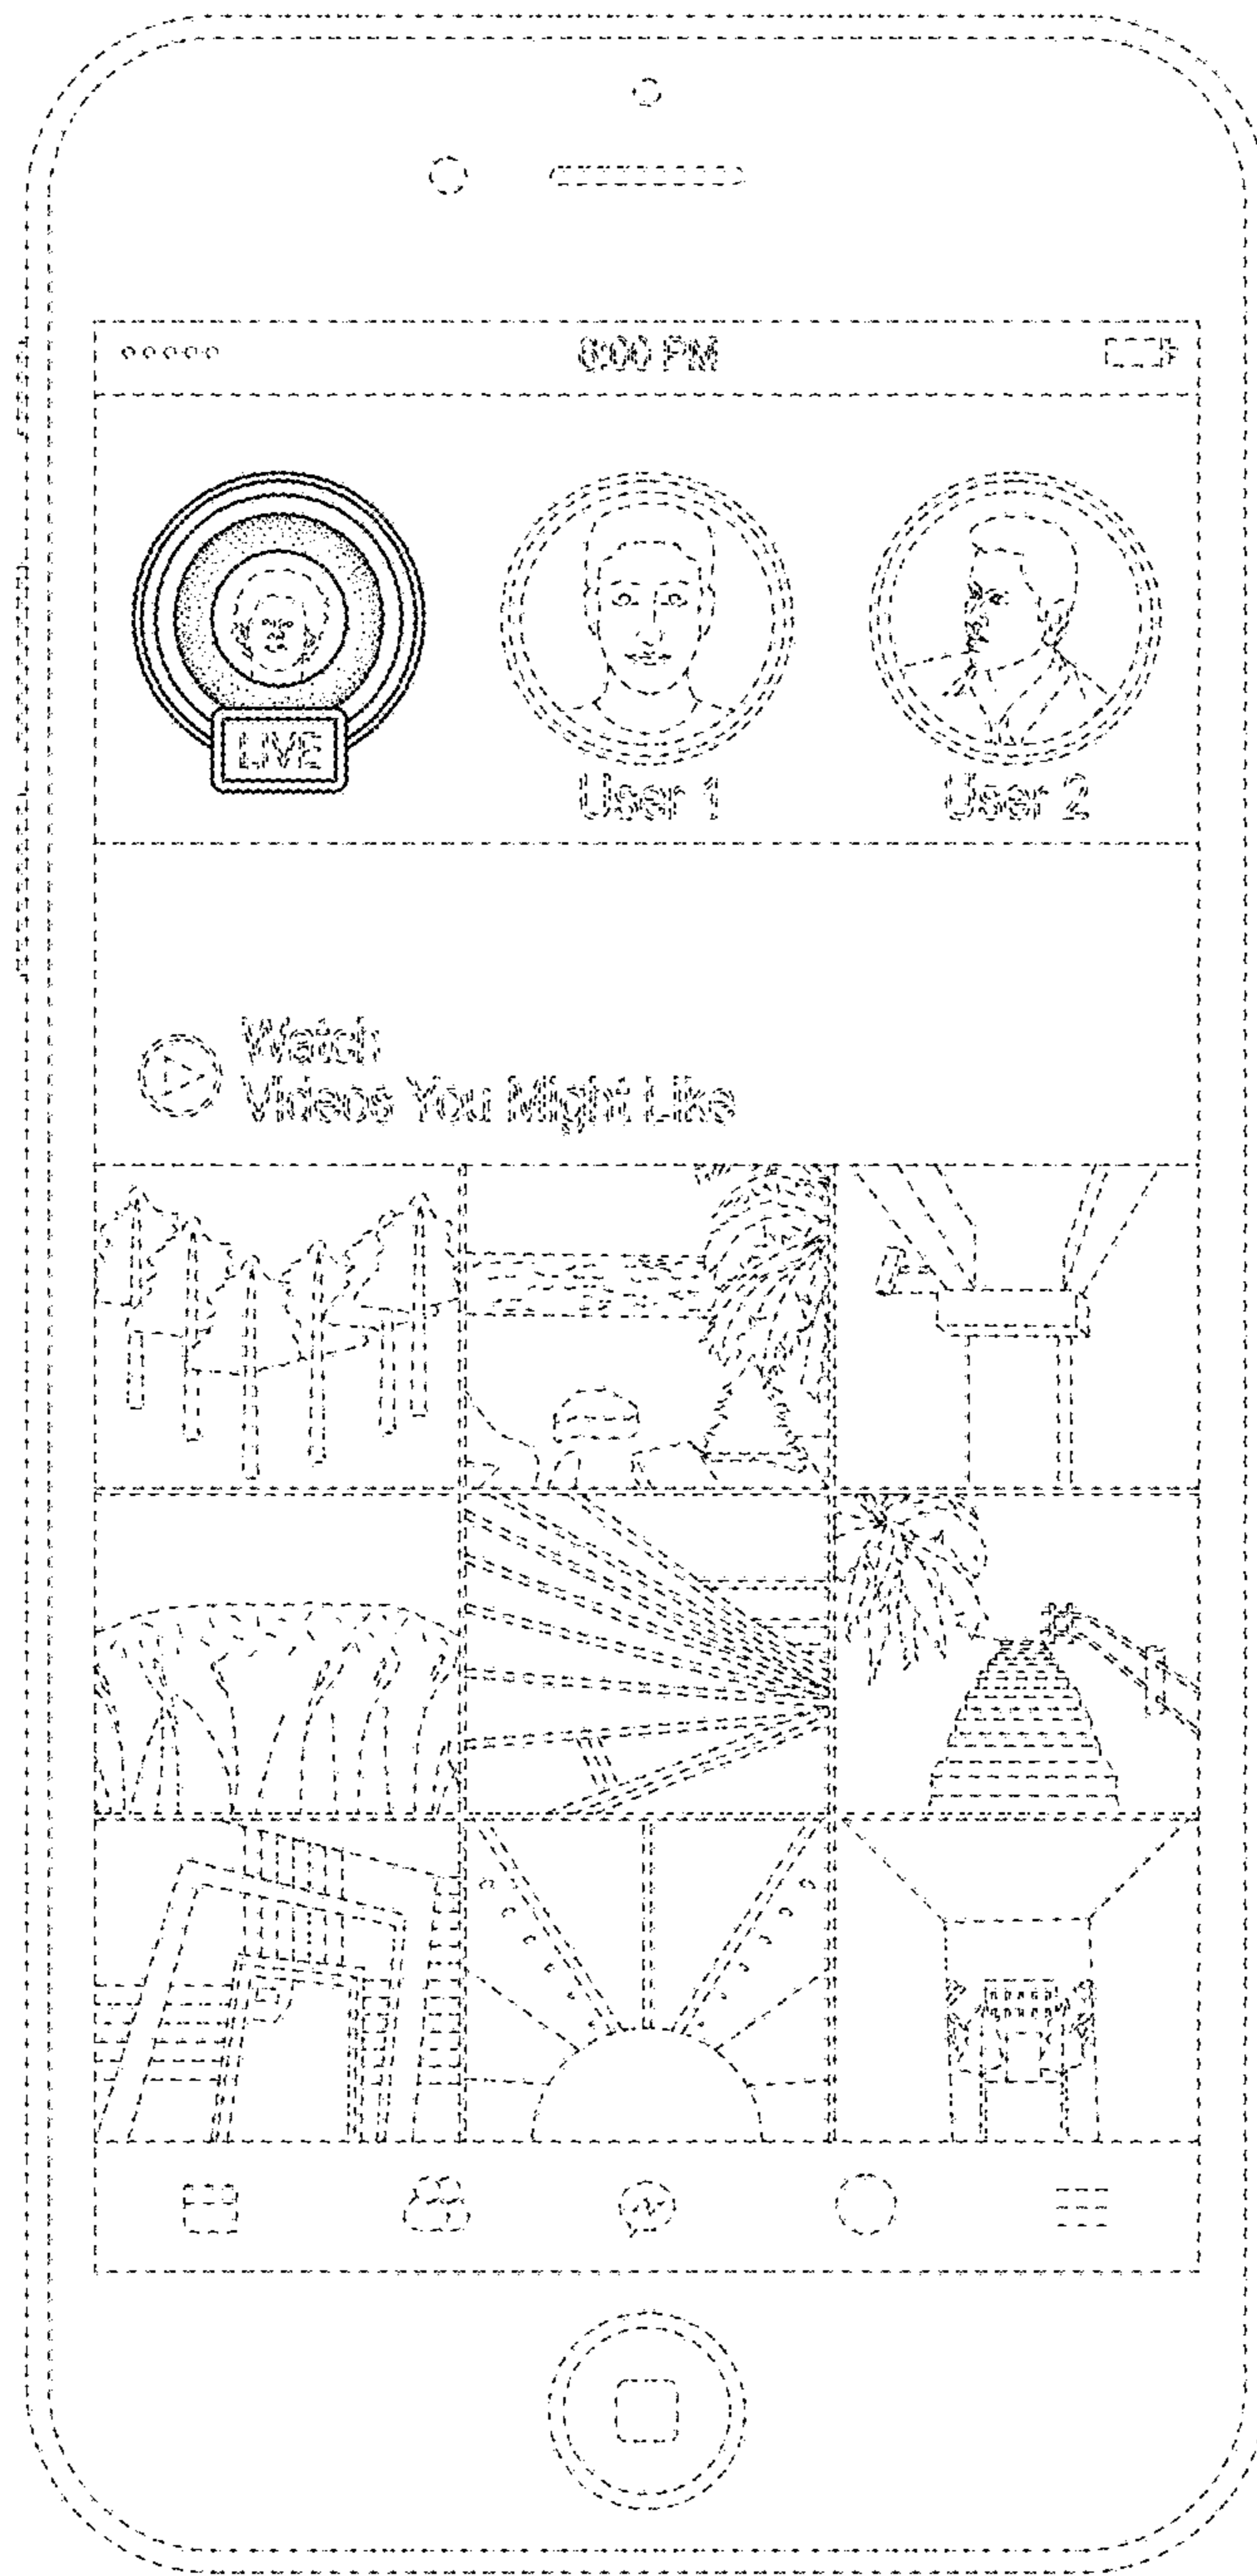 6:00 PM
LIVE
User 1
User 2
Watch
Videos You Might Like